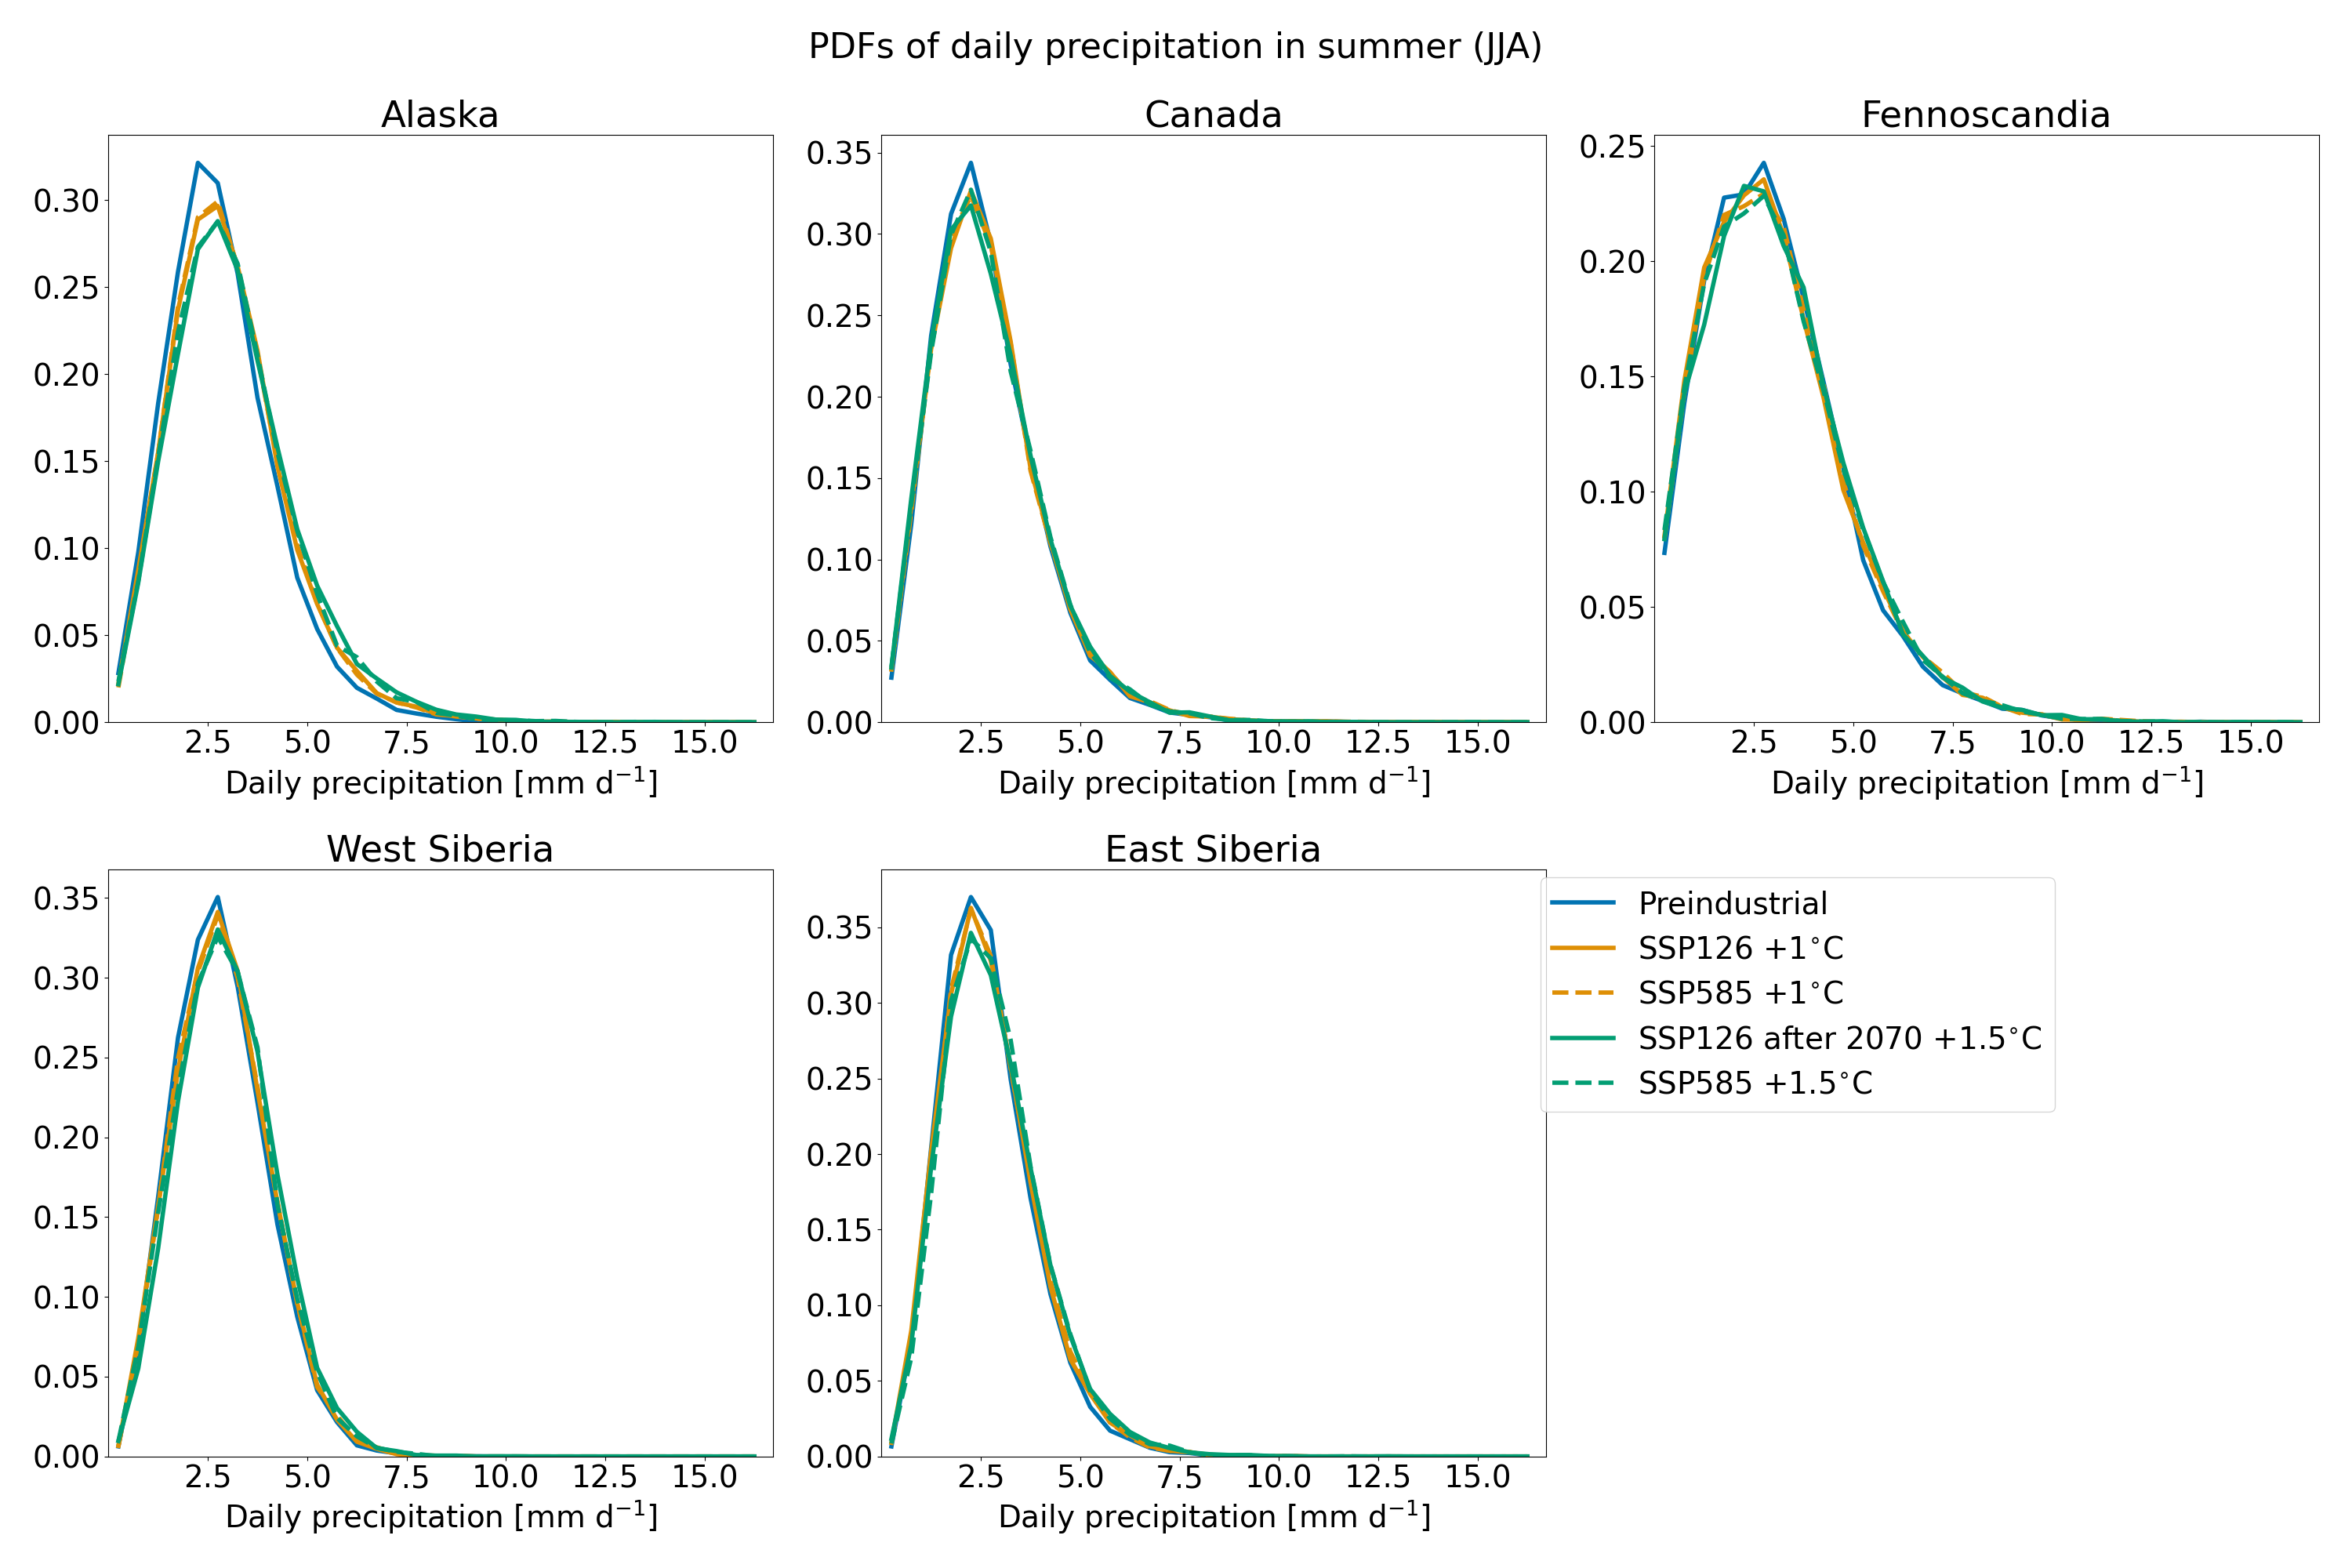 PDFs of daily precipitation in summer (JJA)
Alaska
0.30
0.25
0.20
0.15
0.10
0.05
0.00
2.5 5.0 7.5 10.0 12.5 15.0
Daily precipitation [mm d⁻¹]
Canada
0.35
0.30
0.25
0.20
0.15
0.10
0.05
0.00
2.5 5.0 7.5 10.0 12.5 15.0
Daily precipitation [mm d⁻¹]
Fennoscandia
0.25
0.20
0.15
0.10
0.05
0.00
2.5 5.0 7.5 10.0 12.5 15.0
Daily precipitation [mm d⁻¹]
West Siberia
0.35
0.30
0.25
0.20
0.15
0.10
0.05
0.00
2.5 5.0 7.5 10.0 12.5 15.0
Daily precipitation [mm d⁻¹]
East Siberia
0.35
0.30
0.25
0.20
0.15
0.10
0.05
0.00
2.5 5.0 7.5 10.0 12.5 15.0
Daily precipitation [mm d⁻¹]
Preindustrial
SSP126 +1°C
SSP585 +1°C
SSP126 after 2070 +1.5°C
SSP585 +1.5°C